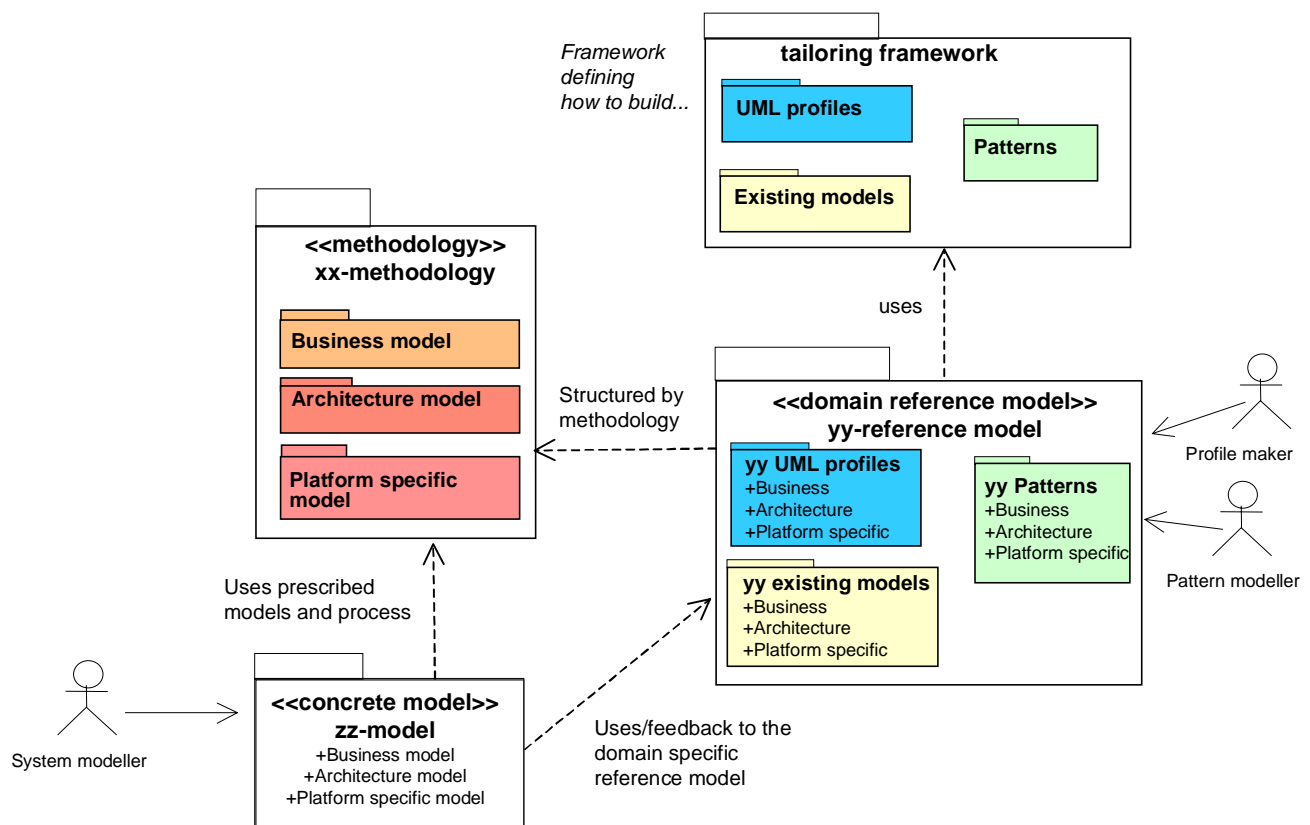 Framework
defining
how to build...
tailoring framework
UML profiles
Patterns
Existing models
<<methodology>>
xx-methodology
Business model
Architecture model
Platform specific
model
uses
Structured by
methodology
<<domain reference model>>
yy-reference model
yy UML profiles
+Business
+Architecture
+Platform specific
yy Patterns
+Business
+Architecture
+Platform specific
yy existing models
+Business
+Architecture
+Platform specific
Profile maker
Pattern modeller
Uses prescribed
models and process
<<concrete model>>
zz-model
+Business model
+Architecture model
+Platform specific model
System modeller
Uses/feedback to the
domain specific
reference model